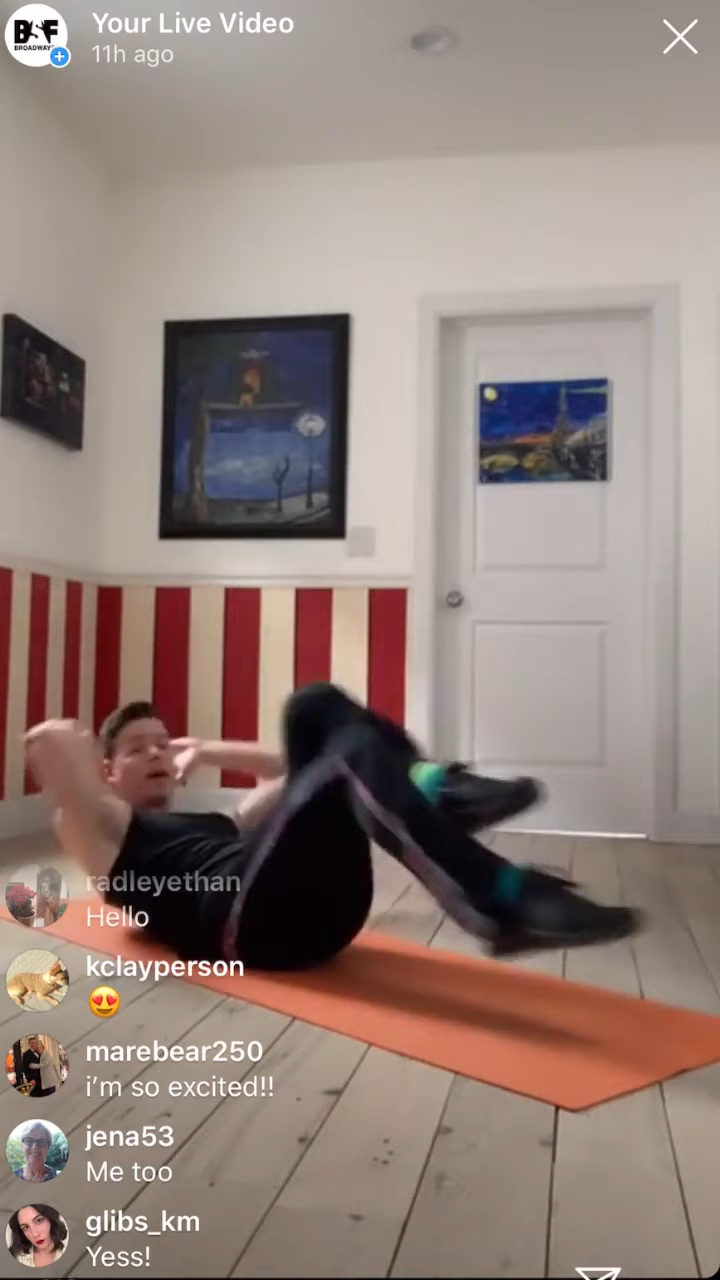 BSF
BROADWAY
Your Live Video
11h ago
radleyethan
Hello
kclayperson
😍
marebear250
i’m so excited!!
jena53
Me too
glibs_km
Yess!